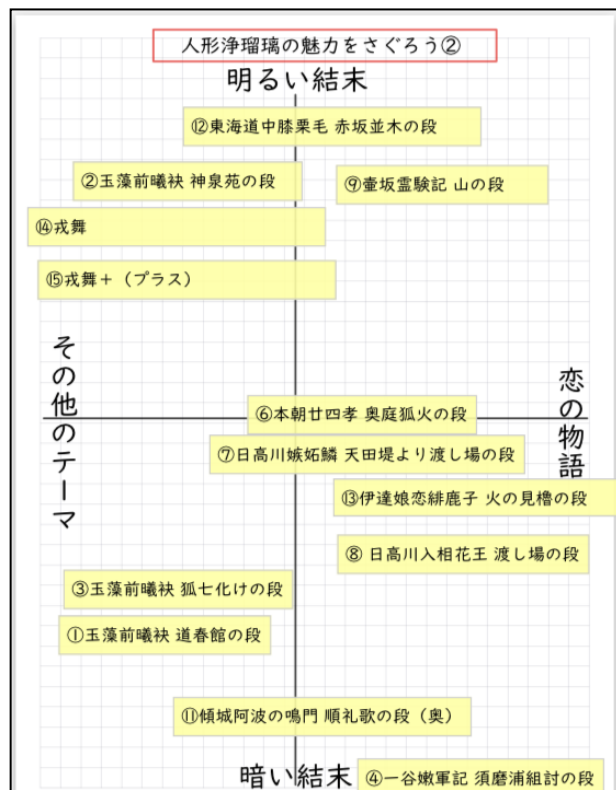 人形浄瑠璃の魅力をさぐろう②
明るい結末
⑫東海道中膝栗毛 赤坂並木の段
②玉藻前曦袂 神泉苑の段
⑨壷坂霊験記 山の段
⑭戎舞
⑮戎舞＋（プラス）
その他のテーマ
恋の物語
⑥本朝廿四孝 奥庭狐火の段
⑦日高川嫉妬鱗 天田堤より渡し場の段
⑬伊達娘恋緋鹿子 火の見櫓の段
⑧ 日高川入相花王 渡し場の段
③玉藻前曦袂 狐七化けの段
①玉藻前曦袂 道春館の段
⑪傾城阿波の鳴門 順礼歌の段（奥）
暗い結末
④一谷嫩軍記 須磨浦組討の段